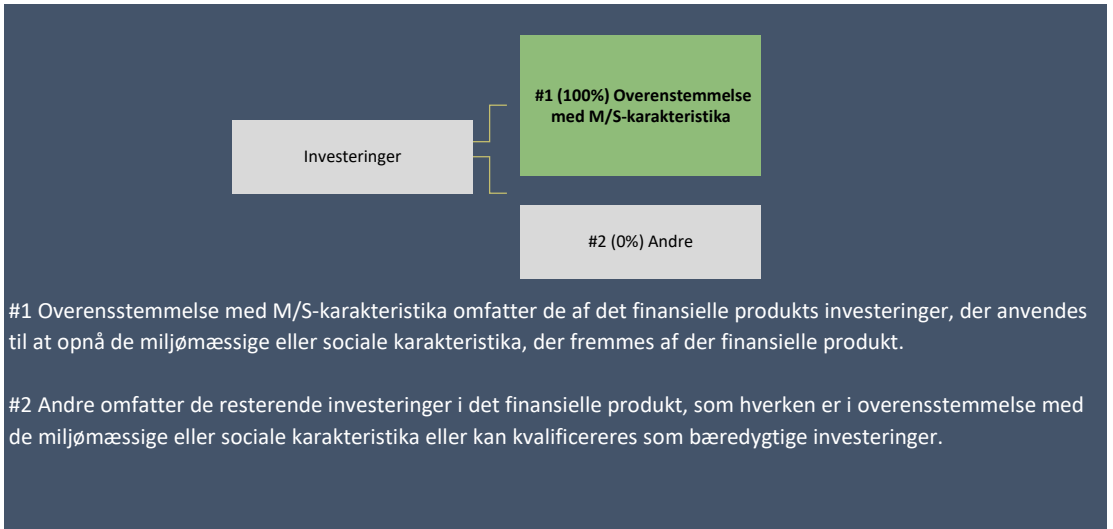 #1 (100%) Overenstemmelse
med M/S-karakteristika
Investeringer
#2 (0%) Andre
#1 Overensstemmelse med M/S-karakteristika omfatter de af det finansielle produkts investeringer, der anvendes
til at opnå de miljømæssige eller sociale karakteristika, der fremmes af der finansielle produkt.
#2 Andre omfatter de resterende investeringer i det finansielle produkt, som hverken er i overensstemmelse med
de miljømæssige eller sociale karakteristika eller kan kvalificereres som bæredygtige investeringer.